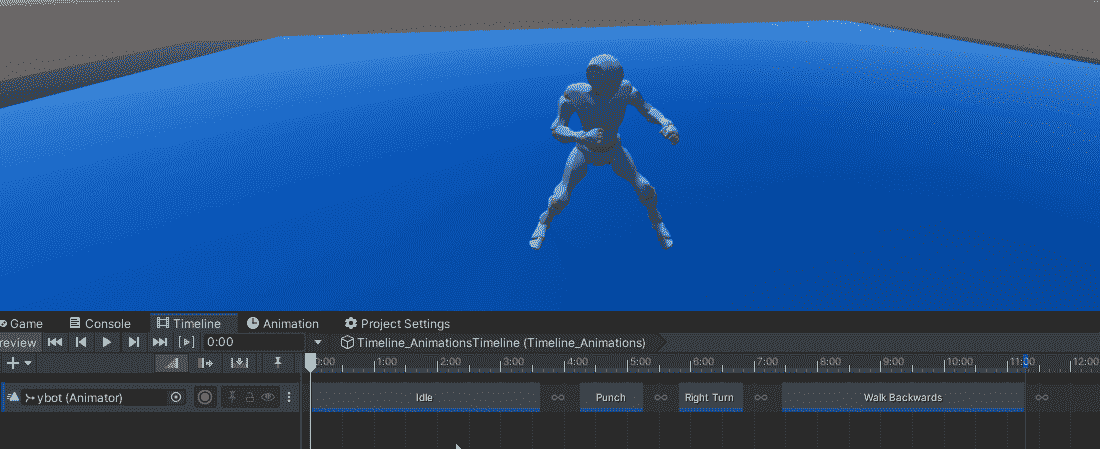 Game Console Timeline Animation Project Settings
review 0:00 Timeline_AnimationsTimeline (Timeline_Animations)
0:00 1:00 2:00 3:00 4:00 5:00 6:00 7:00 8:00 9:00 10:00 11:00 12:00
ybot (Animator) Idle Punch Right Turn Walk Backwards